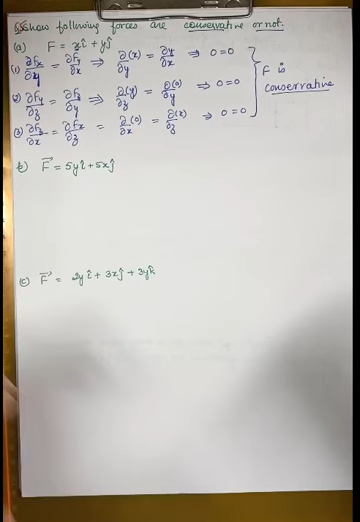 Show following forces are conservative or not.
(a) F = xî + yĵ
(1) ∂Fx/∂y = ∂Fy/∂x ⇒ ∂(x)/∂y = ∂y/∂x ⇒ 0=0
(2) ∂Fy/∂z = ∂Fz/∂y ⇒ ∂(y)/∂z = ∂(0)/∂y ⇒ 0=0
(3) ∂Fz/∂x = ∂Fx/∂z = ∂(0)/∂x = ∂(x)/∂z ⇒ 0=0
F is
conservative
b) F⃗ = 5yî + 5xĵ
(c) F⃗ = 2yî + 3xĵ + 3yk̂